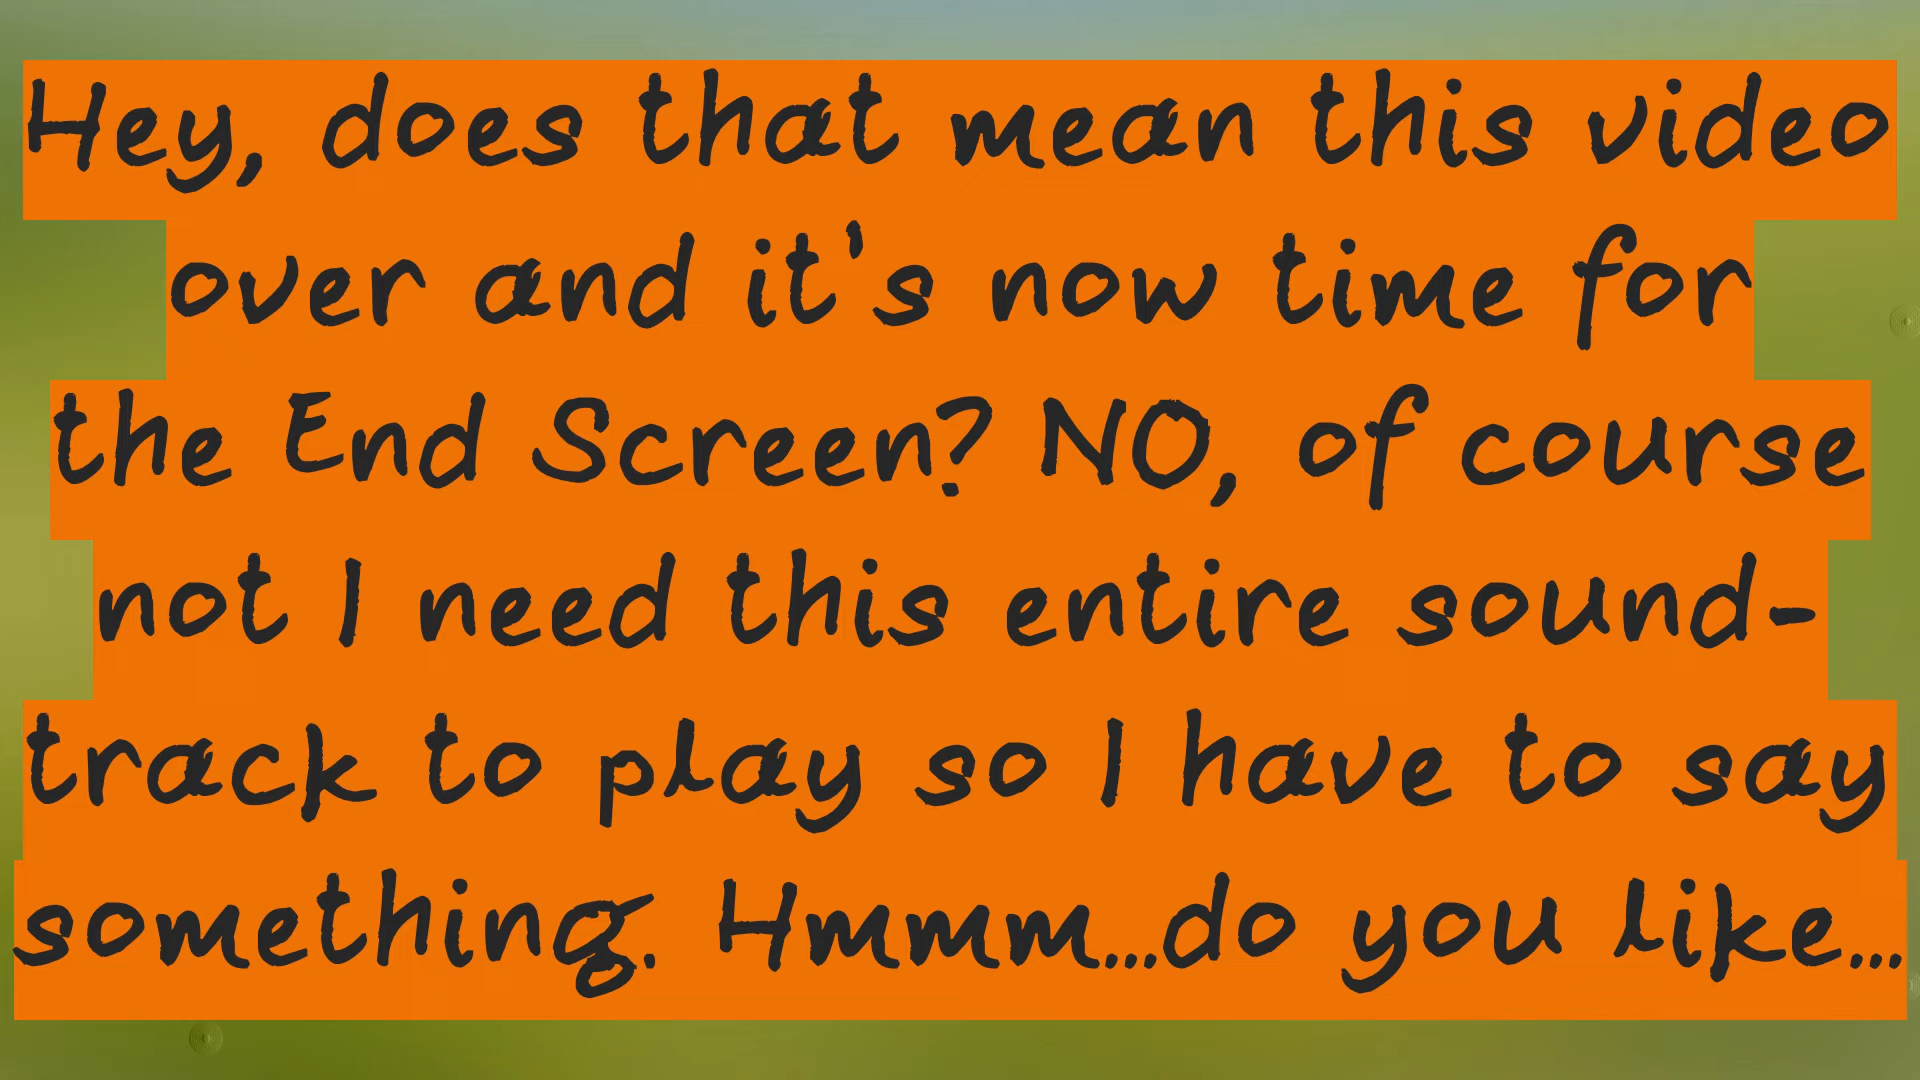 Hey, does that mean this video
over and it's now time for
the End Screen? NO, of course
not I need this entire sound-
track to play so I have to say
something. Hmmm...do you like...